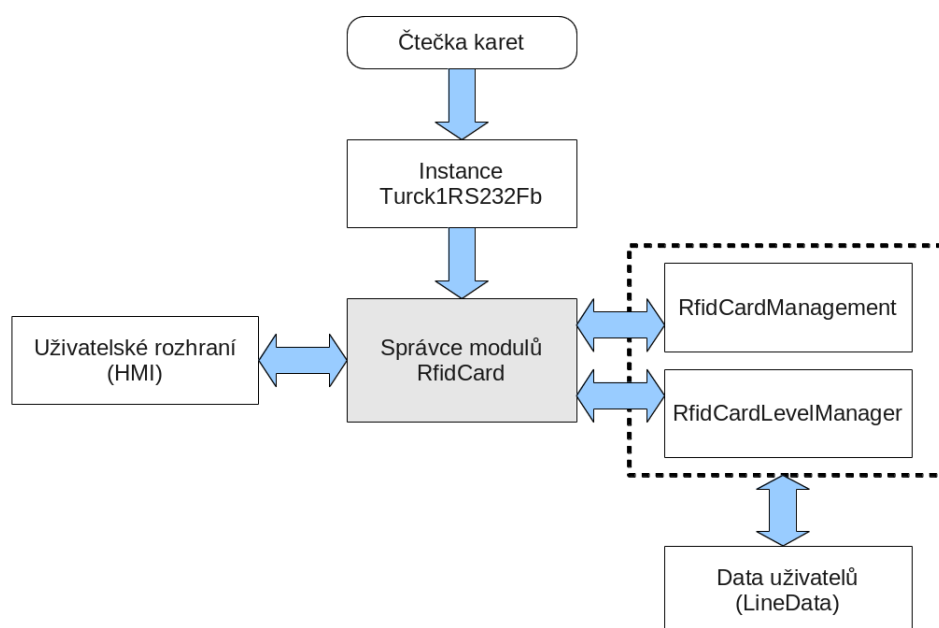 Čtečka karet
Instance
Turck1RS232Fb
RfidCardManagement
Uživatelské rozhraní
(HMI)
Správce modulů
RfidCard
RfidCardLevelManager
Data uživatelů
(LineData)